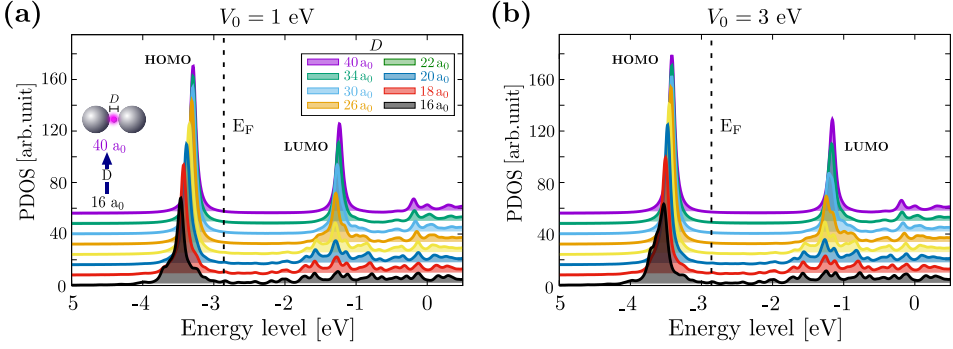 (a)
V₀ = 1 eV
PDOS [arb.unit]
160
120
80
40
0
HOMO
E_F
LUMO
D
40 a₀
34 a₀
30 a₀
26 a₀
22 a₀
20 a₀
18 a₀
16 a₀
D
40 a₀
D
16 a₀
5
-4
-3
-2
-1
0
Energy level [eV]
(b)
V₀ = 3 eV
PDOS [arb.unit]
160
120
80
40
0
HOMO
E_F
LUMO
5
-4
-3
-2
-1
0
Energy level [eV]